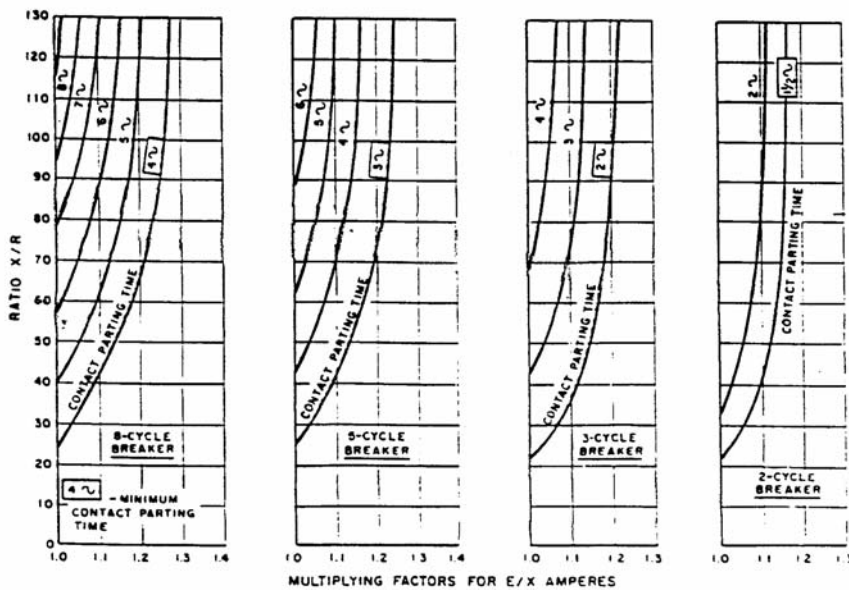 RATIO X/R
130
120
110
100
90
80
70
60
50
40
30
20
10
0
8∿
7∿
6∿
5∿
4∿
CONTACT PARTING TIME
8-CYCLE
BREAKER
4∿ -MINIMUM
CONTACT PARTING
TIME
1.0 1.1 1.2 1.3 1.4
6∿
5∿
4∿
3∿
CONTACT PARTING TIME
5-CYCLE
BREAKER
1.0 1.1 1.2 1.3 1.4
4∿
3∿
2∿
CONTACT PARTING TIME
3-CYCLE
BREAKER
1.0 1.1 1.2 1.3
2∿
1½∿
CONTACT PARTING TIME
2-CYCLE
BREAKER
1.0 1.1 1.2 1.3
MULTIPLYING FACTORS FOR E/X AMPERES